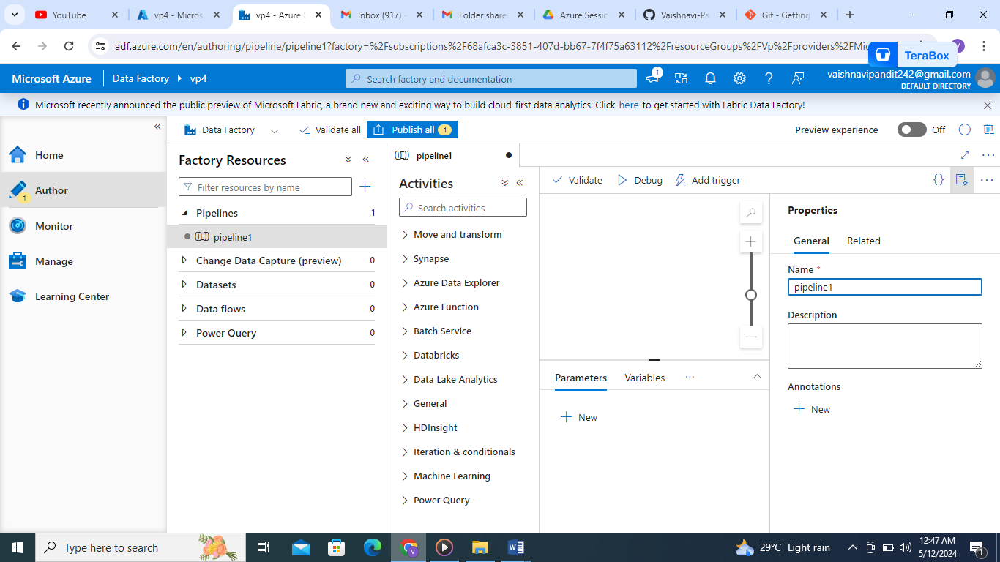 YouTube
vp4 - Micros
vp4 - Azure D
Inbox (917) -
Folder share
Azure Sessio
Vaishnavi-Pa
Git - Getting
adf.azure.com/en/authoring/pipeline/pipeline1?factory=%2Fsubscriptions%2F68afca3c-3851-407d-bb67-7f4f75a63112%2FresourceGroups%2FVp%2Fproviders%2FMic
V
TeraBox
Microsoft Azure
Data Factory
vp4
Search factory and documentation
1
vaishnavipandit242@gmail.com
DEFAULT DIRECTORY
Microsoft recently announced the public preview of Microsoft Fabric, a brand new and exciting way to build cloud-first data analytics. Click here to get started with Fabric Data Factory!
Home
Author
1
Monitor
Manage
Learning Center
Data Factory
Validate all
Publish all 1
Preview experience
Off
Factory Resources
Filter resources by name
Pipelines 1
pipeline1
Change Data Capture (preview) 0
Datasets 0
Data flows 0
Power Query 0
pipeline1
Activities
Search activities
Move and transform
Synapse
Azure Data Explorer
Azure Function
Batch Service
Databricks
Data Lake Analytics
General
HDInsight
Iteration & conditionals
Machine Learning
Power Query
Validate
Debug
Add trigger
{}
Parameters
Variables
New
Properties
General
Related
Name *
pipeline1
Description
Annotations
New
Type here to search
29°C Light rain
12:47 AM
5/12/2024
1